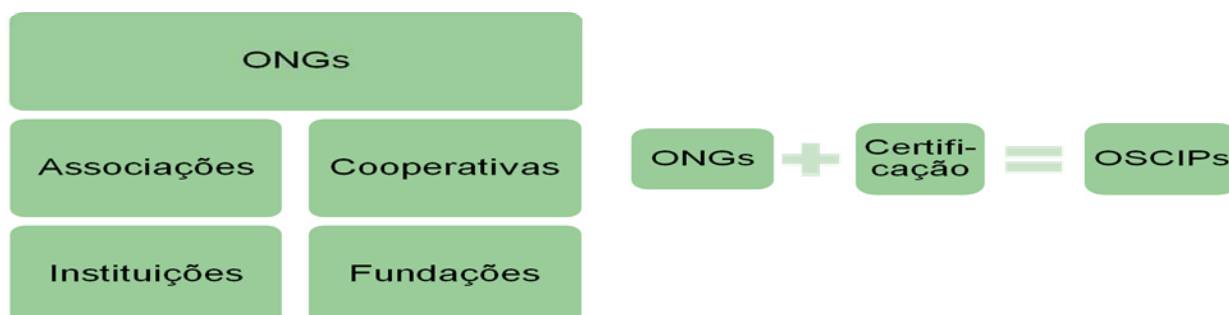 ONGs
Associações
Cooperativas
Instituições
Fundações
ONGs
+
Certifi-
cação
=
OSCIPs